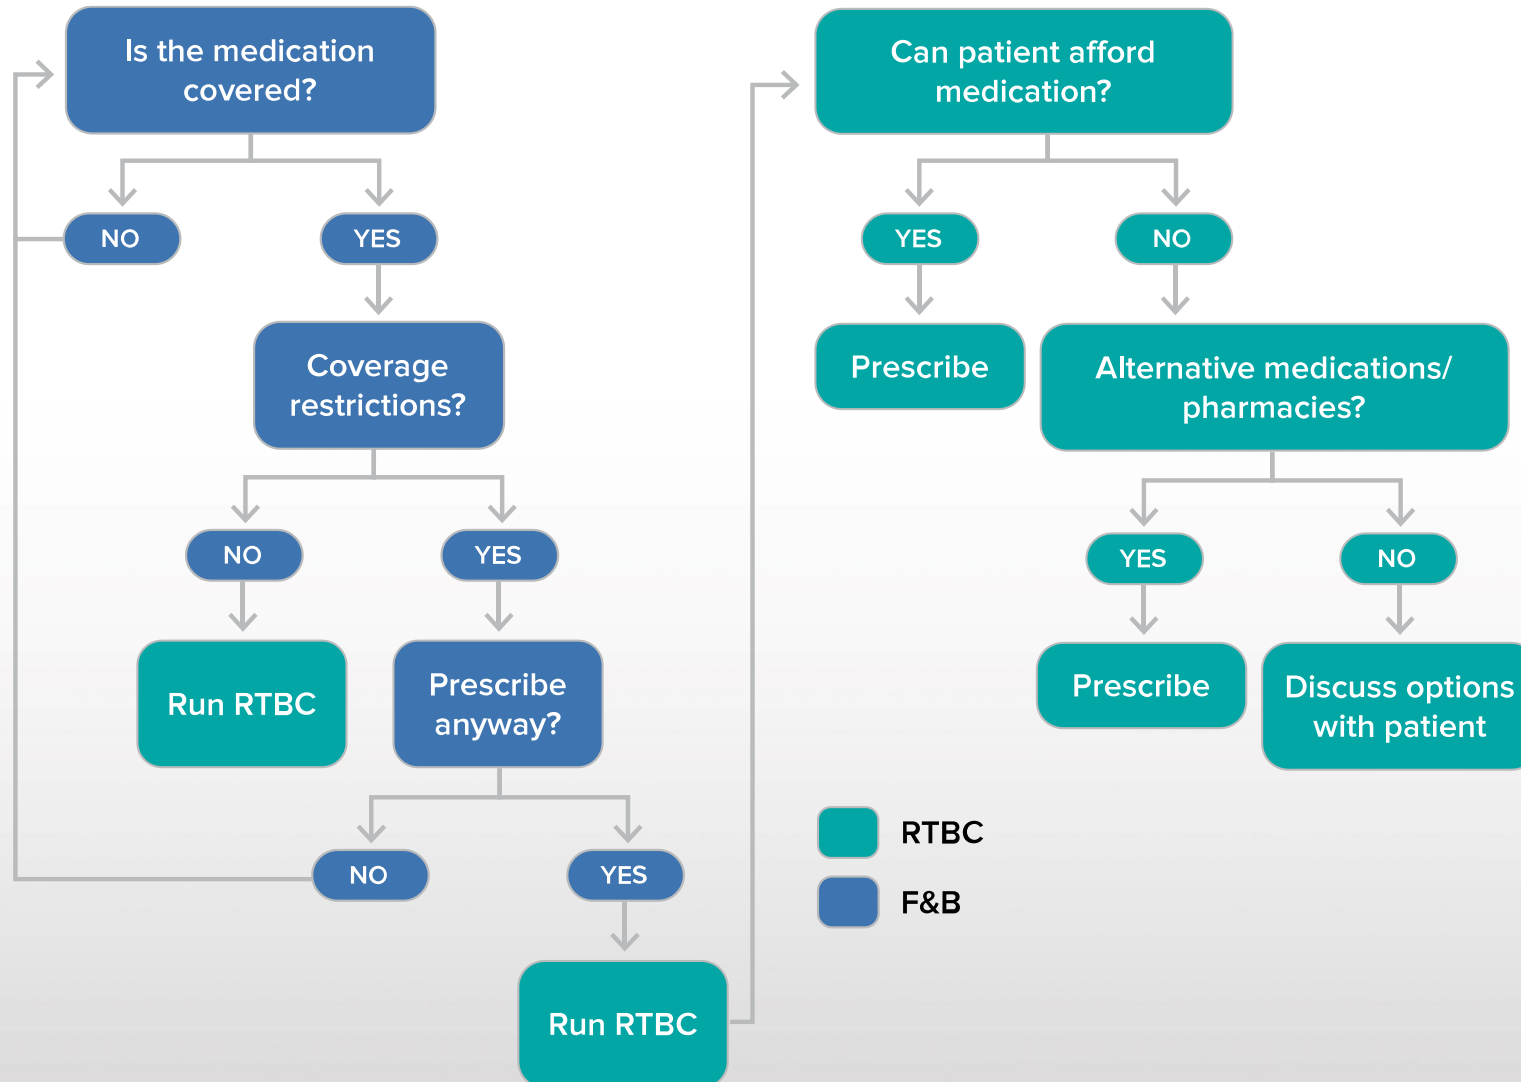 Is the medication
covered?
NO
YES
Coverage
restrictions?
NO
YES
Run RTBC
Prescribe
anyway?
NO
YES
Run RTBC
Can patient afford
medication?
YES
NO
Prescribe
Alternative medications/
pharmacies?
YES
NO
Prescribe
Discuss options
with patient
RTBC
F&B